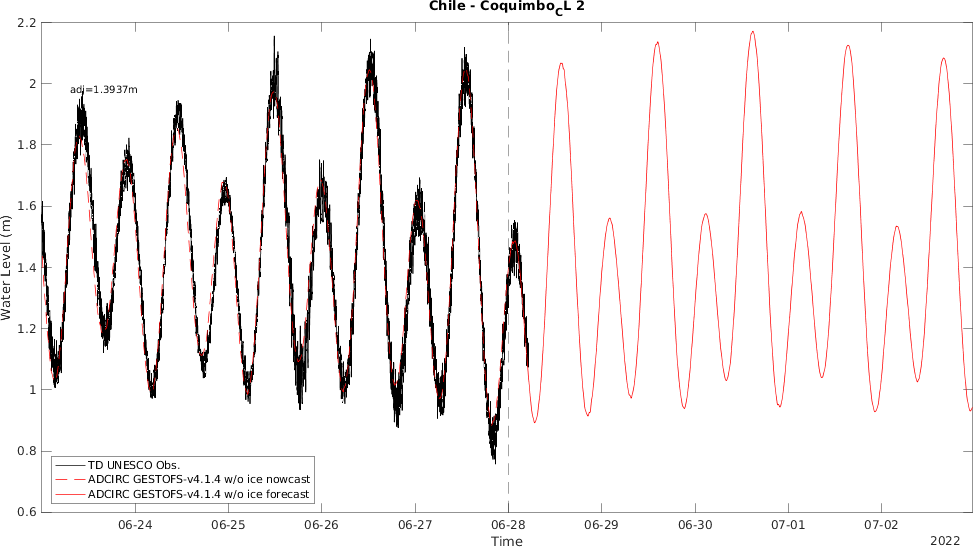 Chile - Coquimbo_CL 2
2.2
2
1.8
1.6
1.4
1.2
1
0.8
0.6
Water Level (m)
adj=1.3937m
TD UNESCO Obs.
ADCIRC GESTOFS-v4.1.4 w/o ice nowcast
ADCIRC GESTOFS-v4.1.4 w/o ice forecast
06-24 06-25 06-26 06-27 06-28 06-29 06-30 07-01 07-02
Time
2022